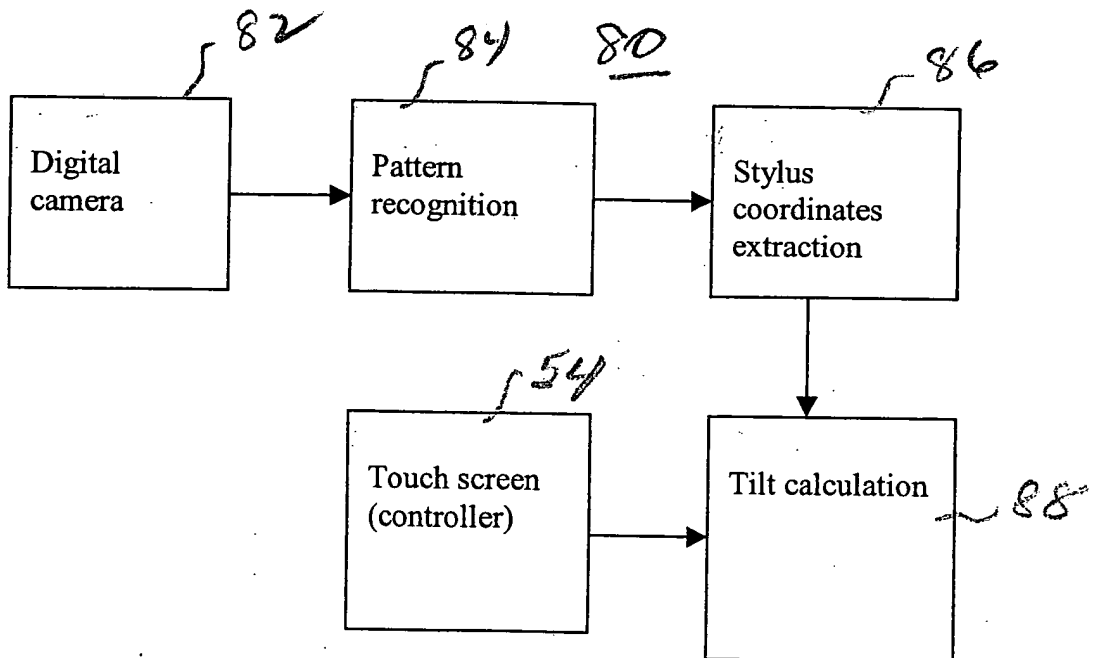 82
84
80
86
Digital
camera
Pattern
recognition
Stylus
coordinates
extraction
54
Touch screen
(controller)
Tilt calculation
88